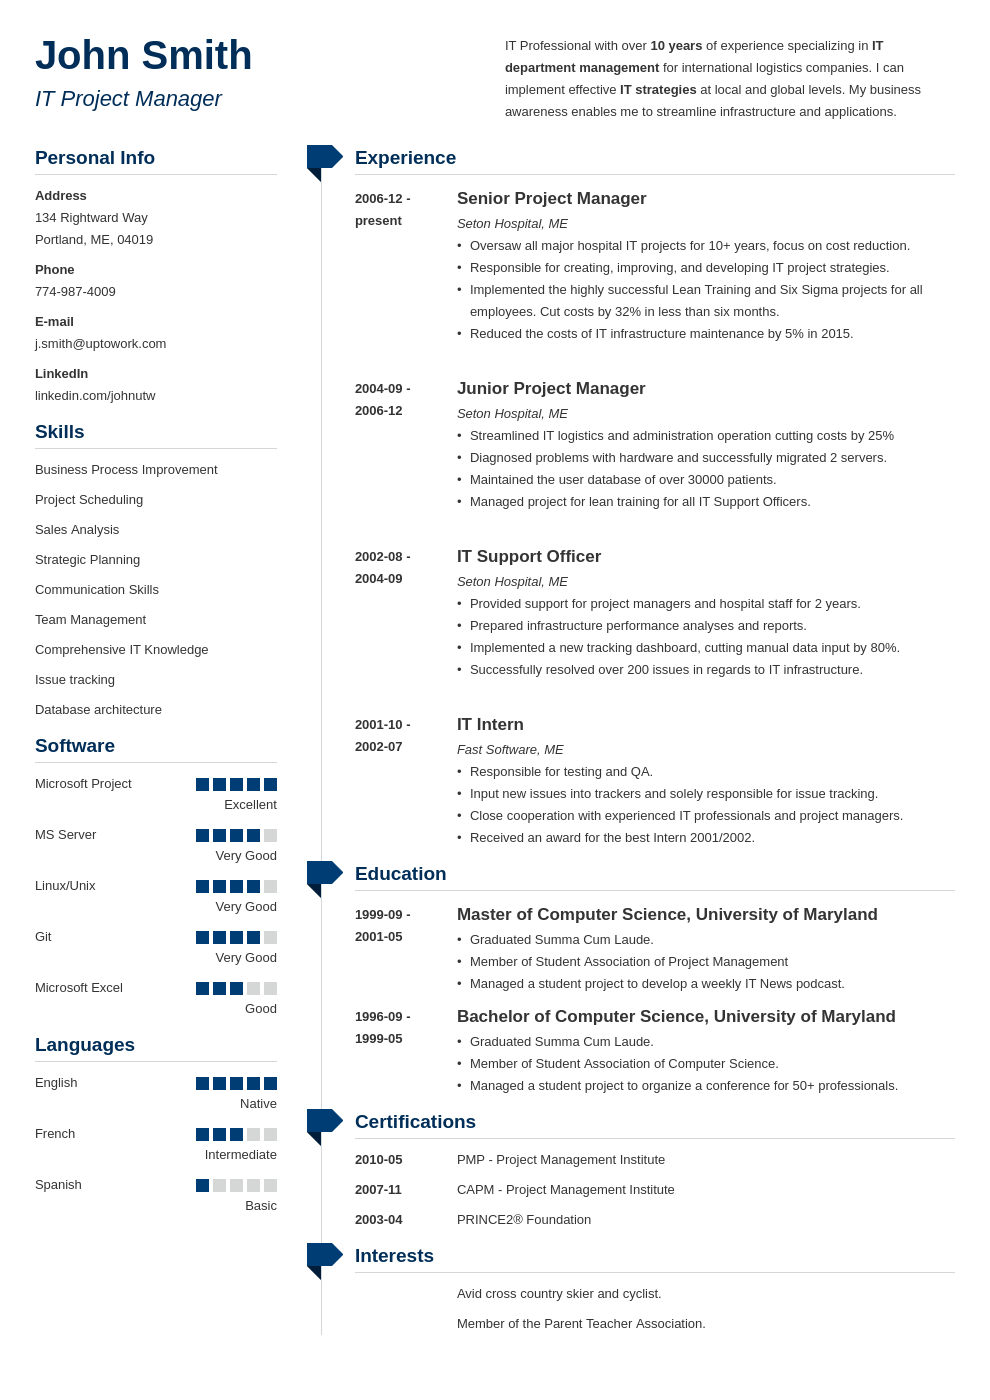 John Smith
IT Project Manager
IT Professional with over 10 years of experience specializing in IT
department management for international logistics companies. I can
implement effective IT strategies at local and global levels. My business
awareness enables me to streamline infrastructure and applications.
Personal Info
Address
134 Rightward Way
Portland, ME, 04019
Phone
774-987-4009
E-mail
j.smith@uptowork.com
LinkedIn
linkedin.com/johnutw
Skills
Business Process Improvement
Project Scheduling
Sales Analysis
Strategic Planning
Communication Skills
Team Management
Comprehensive IT Knowledge
Issue tracking
Database architecture
Software
Microsoft Project
Excellent
MS Server
Very Good
Linux/Unix
Very Good
Git
Very Good
Microsoft Excel
Good
Languages
English
Native
French
Intermediate
Spanish
Basic
Experience
2006-12 -
present
Senior Project Manager
Seton Hospital, ME
• Oversaw all major hospital IT projects for 10+ years, focus on cost reduction.
• Responsible for creating, improving, and developing IT project strategies.
• Implemented the highly successful Lean Training and Six Sigma projects for all
employees. Cut costs by 32% in less than six months.
• Reduced the costs of IT infrastructure maintenance by 5% in 2015.
2004-09 -
2006-12
Junior Project Manager
Seton Hospital, ME
• Streamlined IT logistics and administration operation cutting costs by 25%
• Diagnosed problems with hardware and successfully migrated 2 servers.
• Maintained the user database of over 30000 patients.
• Managed project for lean training for all IT Support Officers.
2002-08 -
2004-09
IT Support Officer
Seton Hospital, ME
• Provided support for project managers and hospital staff for 2 years.
• Prepared infrastructure performance analyses and reports.
• Implemented a new tracking dashboard, cutting manual data input by 80%.
• Successfully resolved over 200 issues in regards to IT infrastructure.
2001-10 -
2002-07
IT Intern
Fast Software, ME
• Responsible for testing and QA.
• Input new issues into trackers and solely responsible for issue tracking.
• Close cooperation with experienced IT professionals and project managers.
• Received an award for the best Intern 2001/2002.
Education
1999-09 -
2001-05
Master of Computer Science, University of Maryland
• Graduated Summa Cum Laude.
• Member of Student Association of Project Management
• Managed a student project to develop a weekly IT News podcast.
1996-09 -
1999-05
Bachelor of Computer Science, University of Maryland
• Graduated Summa Cum Laude.
• Member of Student Association of Computer Science.
• Managed a student project to organize a conference for 50+ professionals.
Certifications
2010-05 PMP - Project Management Institute
2007-11 CAPM - Project Management Institute
2003-04 PRINCE2® Foundation
Interests
Avid cross country skier and cyclist.
Member of the Parent Teacher Association.